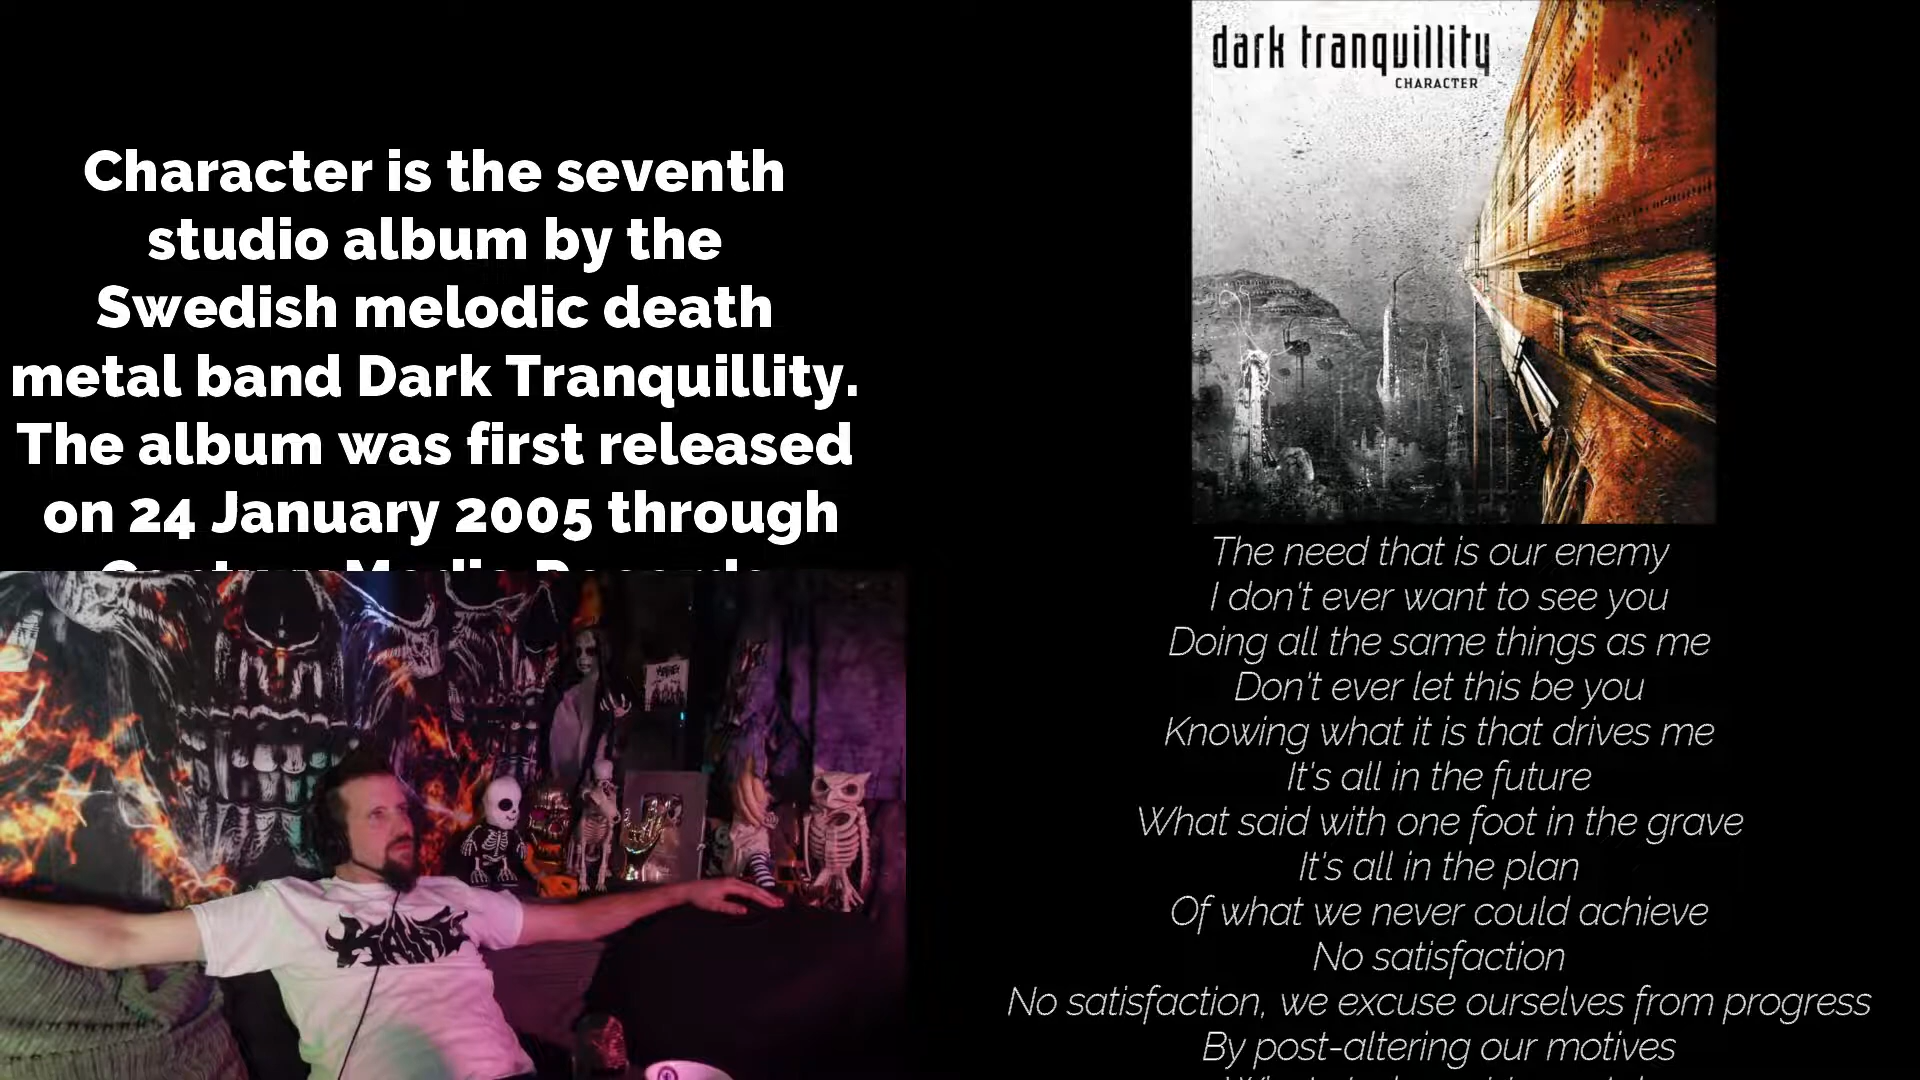 Character is the seventh
studio album by the
Swedish melodic death
metal band Dark Tranquillity.
The album was first released
on 24 January 2005 through
Century Media Records
dark tranquillity
CHARACTER
The need that is our enemy
I don't ever want to see you
Doing all the same things as me
Don't ever let this be you
Knowing what it is that drives me
It's all in the future
What said with one foot in the grave
It's all in the plan
Of what we never could achieve
No satisfaction
No satisfaction, we excuse ourselves from progress
By post-altering our motives